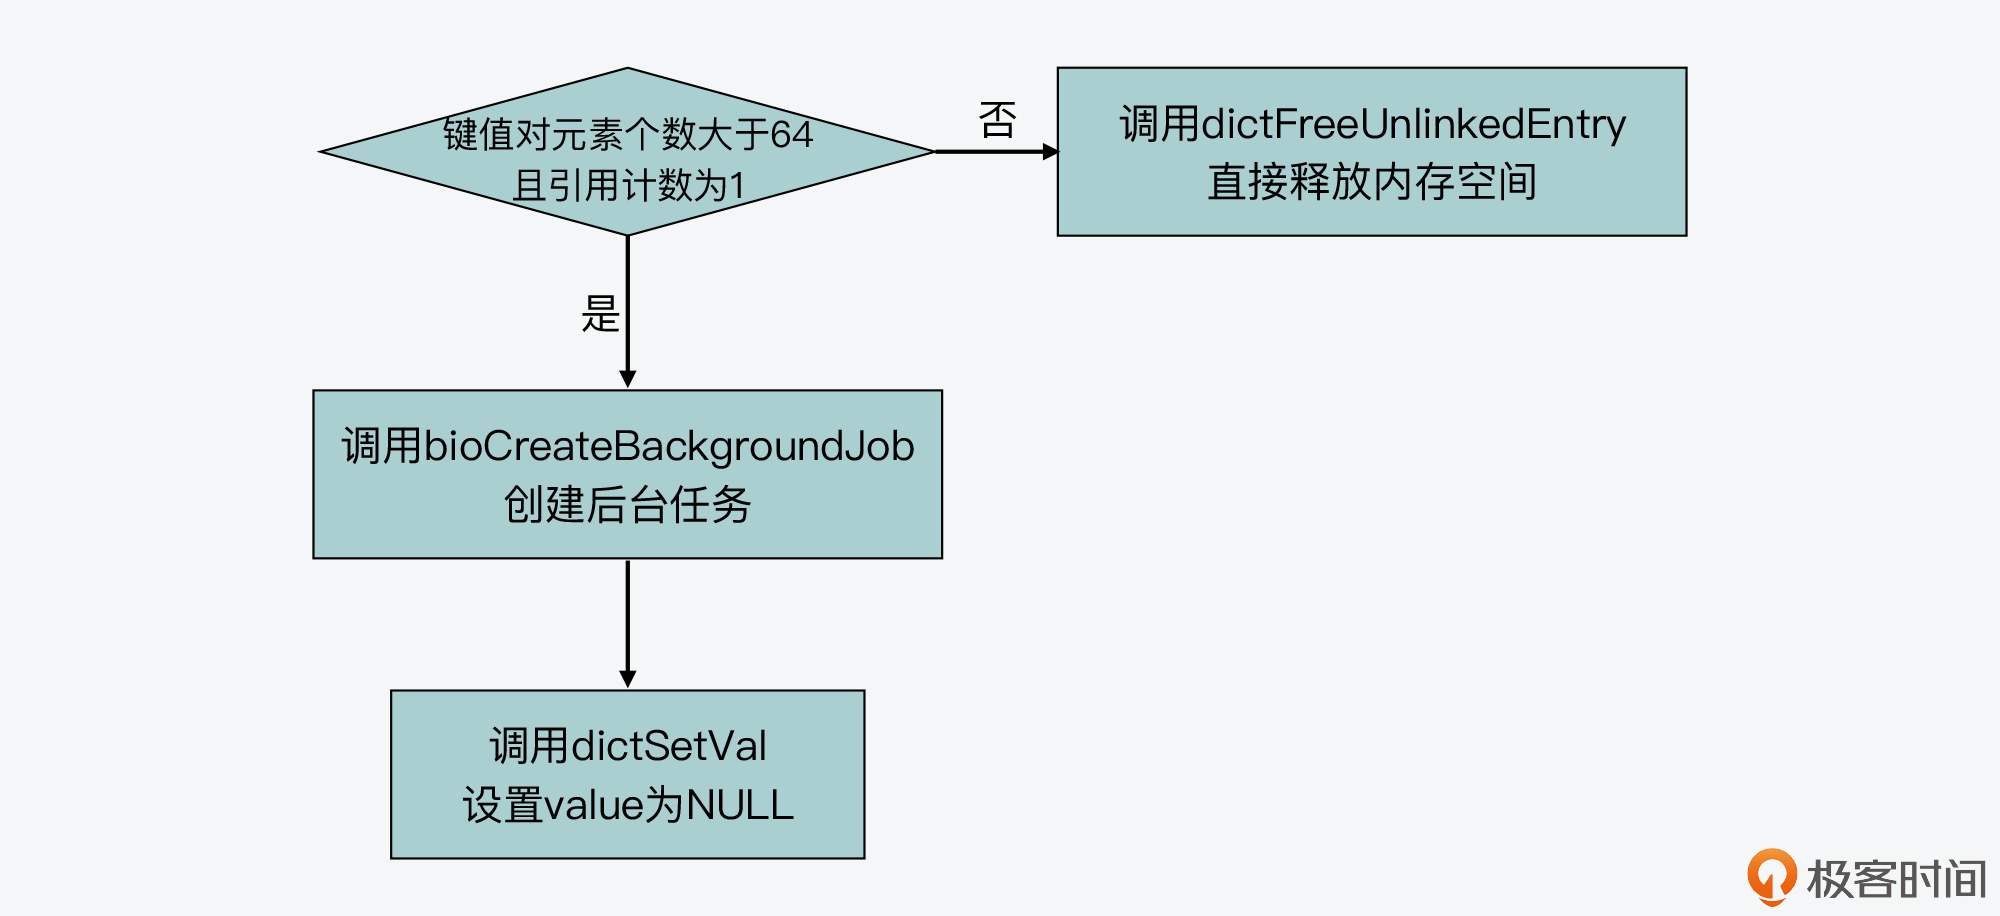 键值对元素个数大于64
且引用计数为1
否
调用dictFreeUnlinkedEntry
直接释放内存空间
是
调用bioCreateBackgroundJob
创建后台任务
调用dictSetVal
设置value为NULL
极客时间